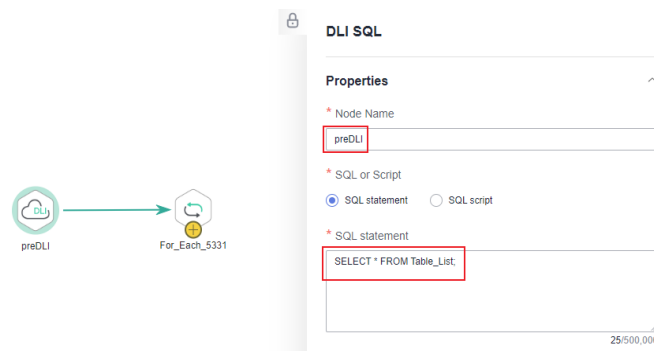 DLI SQL
Properties
* Node Name
preDLI
* SQL or Script
SQL statement
SQL script
* SQL statement
SELECT * FROM Table_List;
25/500,000
DLI
preDLI
For_Each_5331